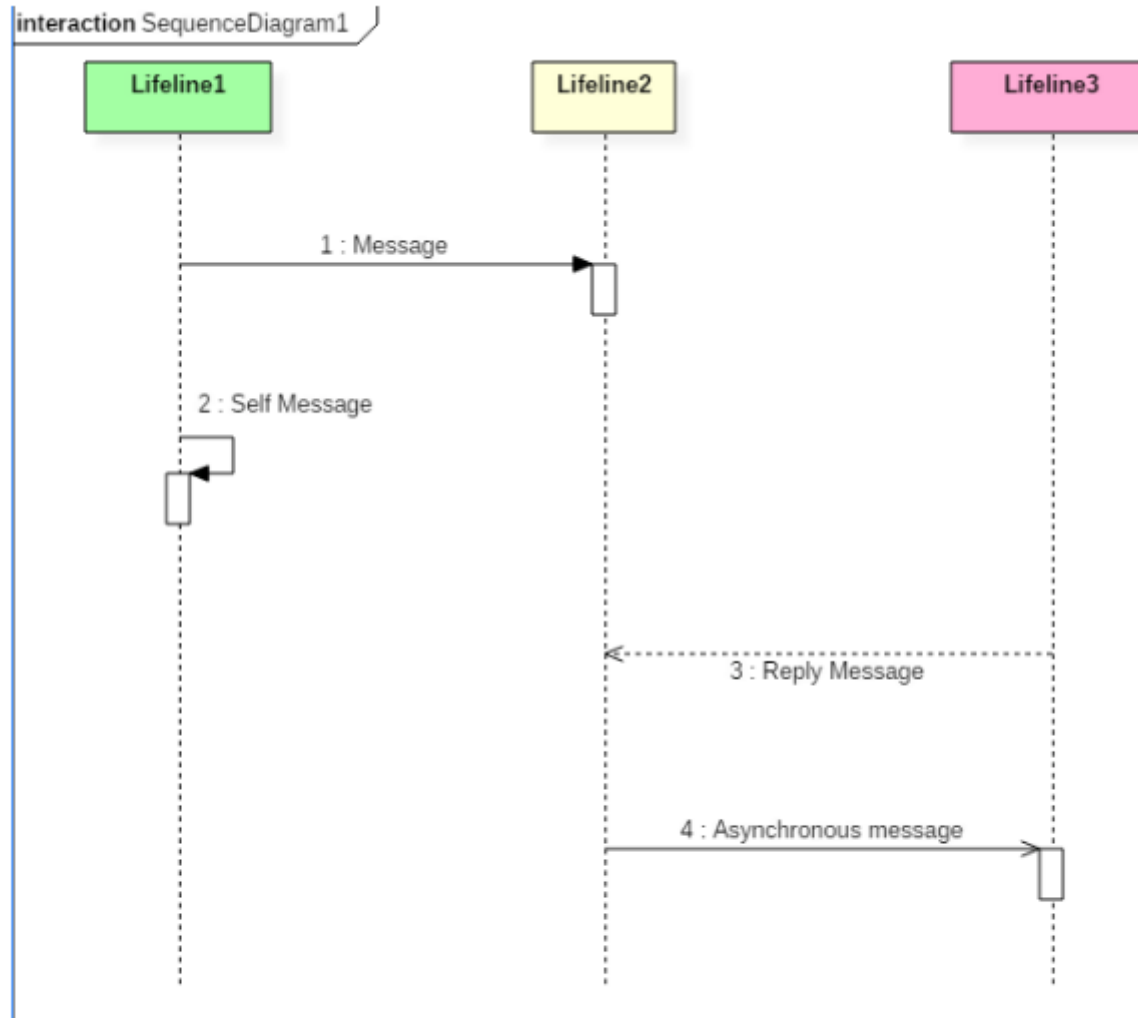 interaction SequenceDiagram1
Lifeline1
Lifeline2
Lifeline3
1 : Message
2 : Self Message
3 : Reply Message
4 : Asynchronous message